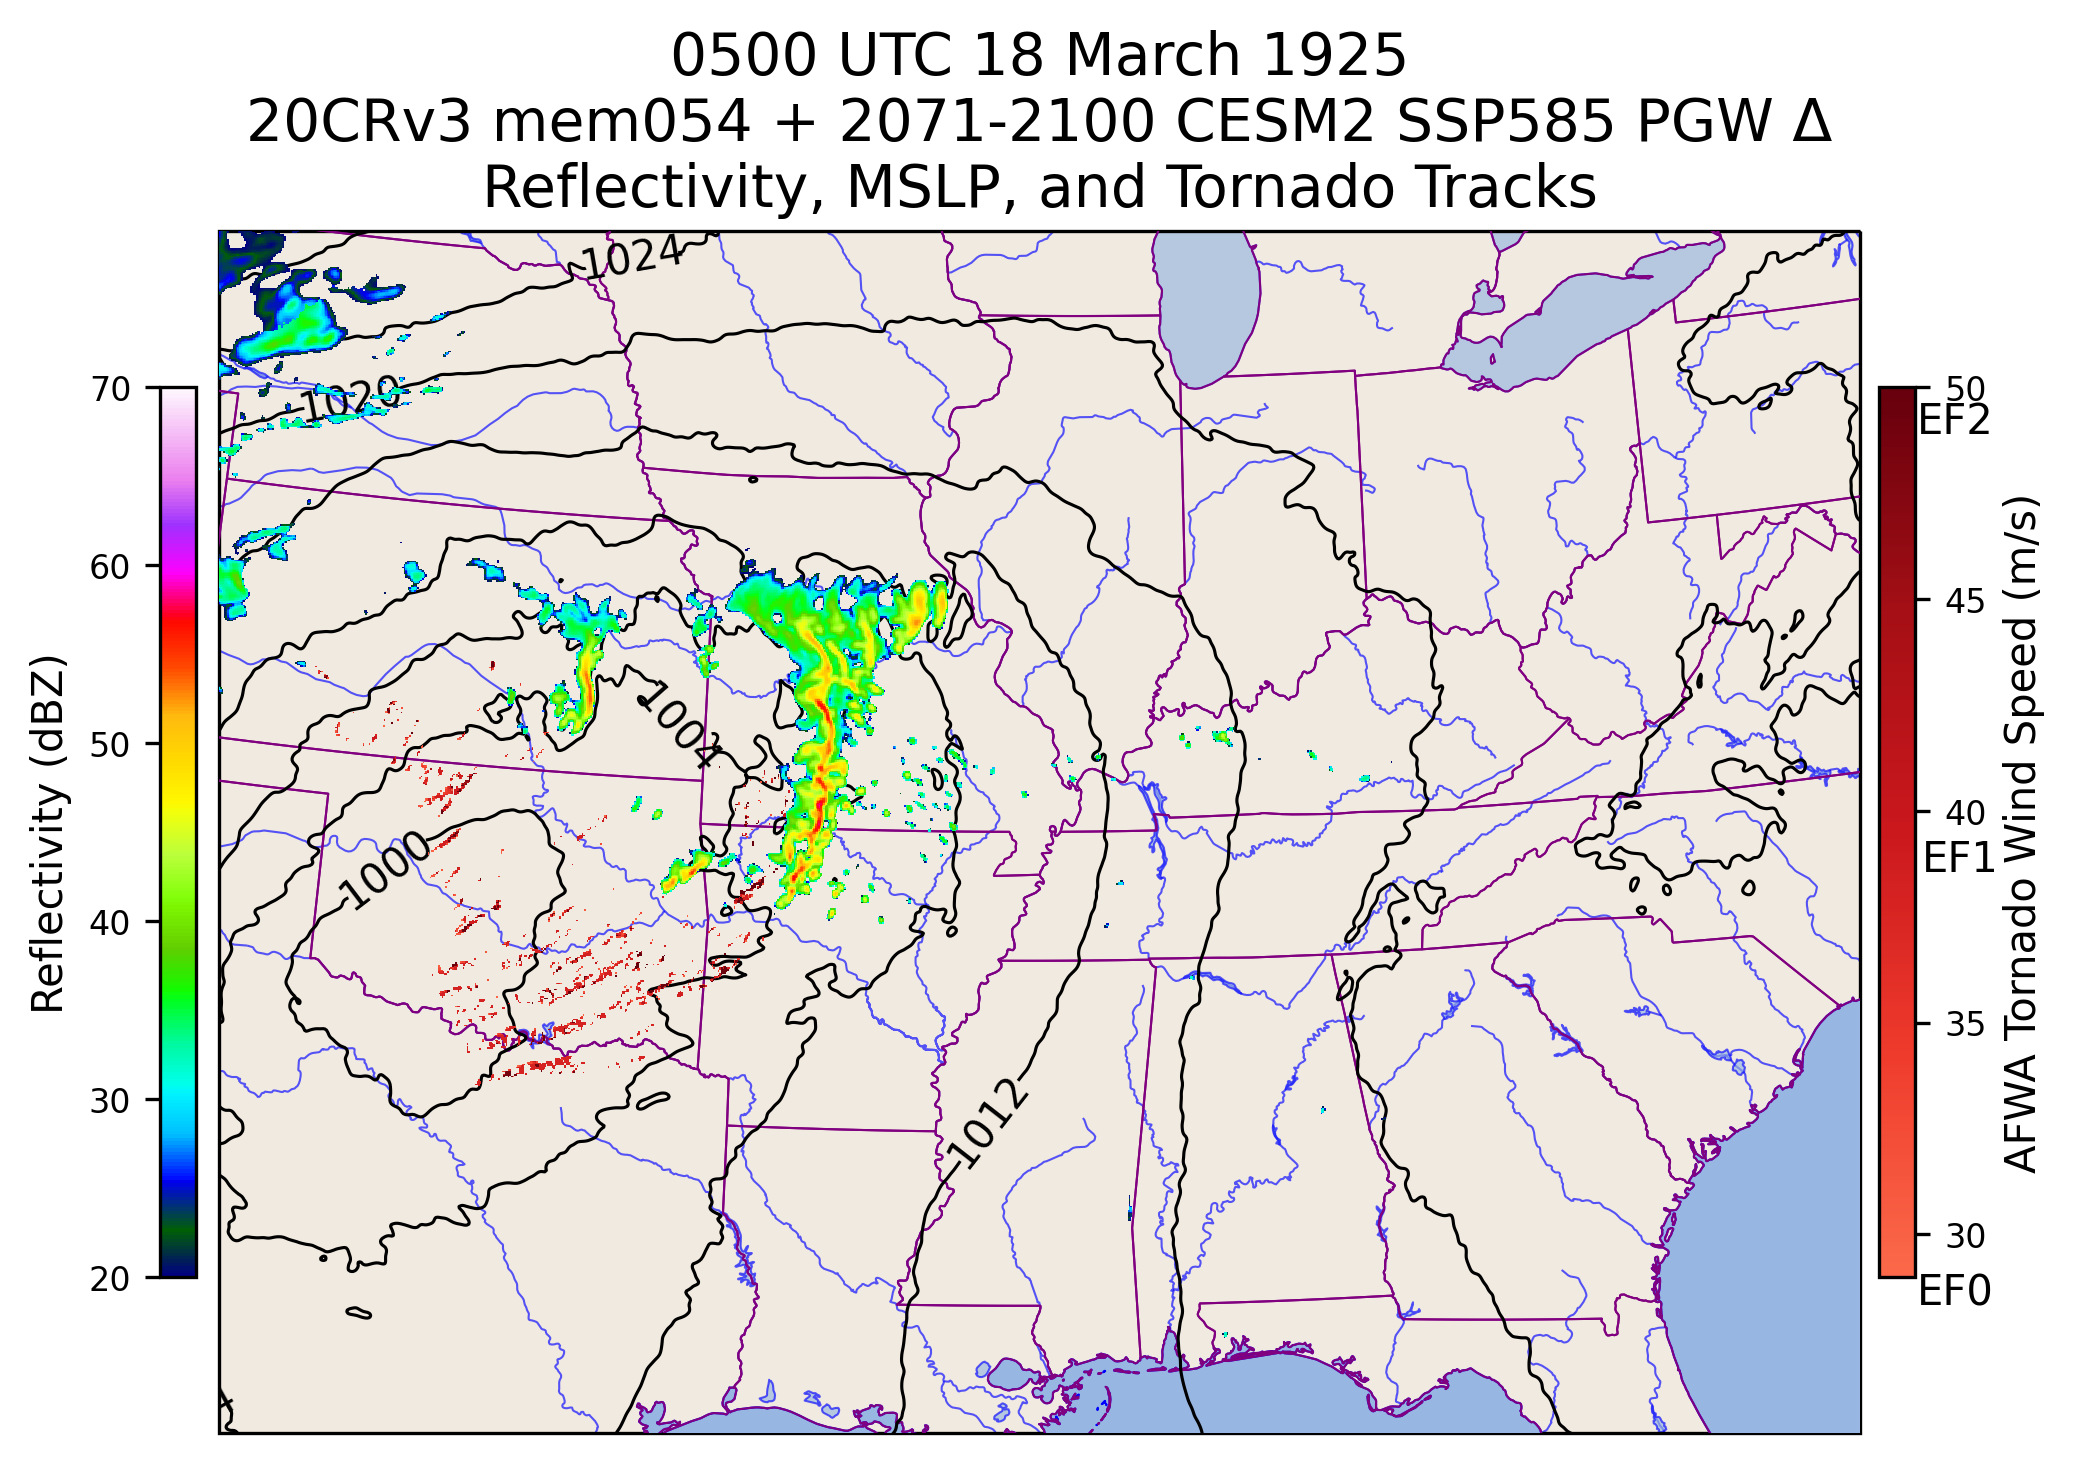 0500 UTC 18 March 1925
20CRv3 mem054 + 2071-2100 CESM2 SSP585 PGW Δ
Reflectivity, MSLP, and Tornado Tracks
Reflectivity (dBZ)
70
60
50
40
30
20
1024
1020
1004
1000
1012
4
50
EF2
45
40
EF1
35
30
EF0
AFWA Tornado Wind Speed (m/s)